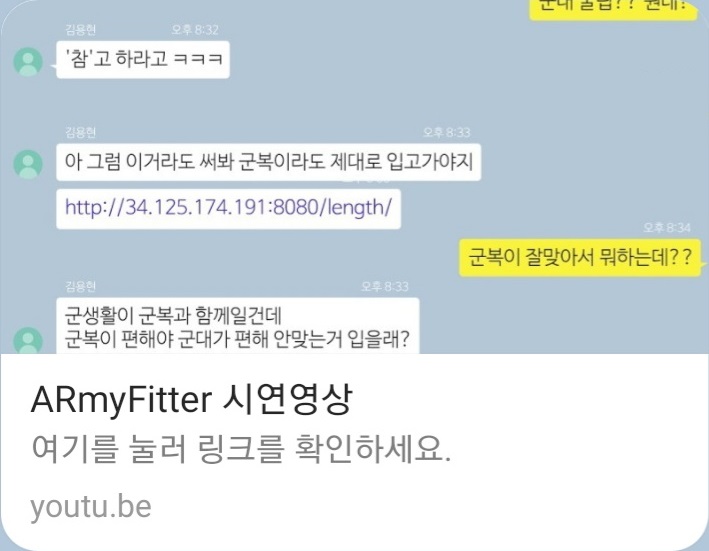 군대 꿀팁?? 뭔데?
김용현 오후 8:32
'참'고 하라고 ㅋㅋㅋ
김용현 오후 8:33
아 그럼 이거라도 써봐 군복이라도 제대로 입고가야지
http://34.125.174.191:8080/length/
오후 8:34
군복이 잘맞아서 뭐하는데??
김용현 오후 8:33
군생활이 군복과 함께일건데
군복이 편해야 군대가 편해 안맞는거 입을래?
ARmyFitter 시연영상
여기를 눌러 링크를 확인하세요.
youtu.be